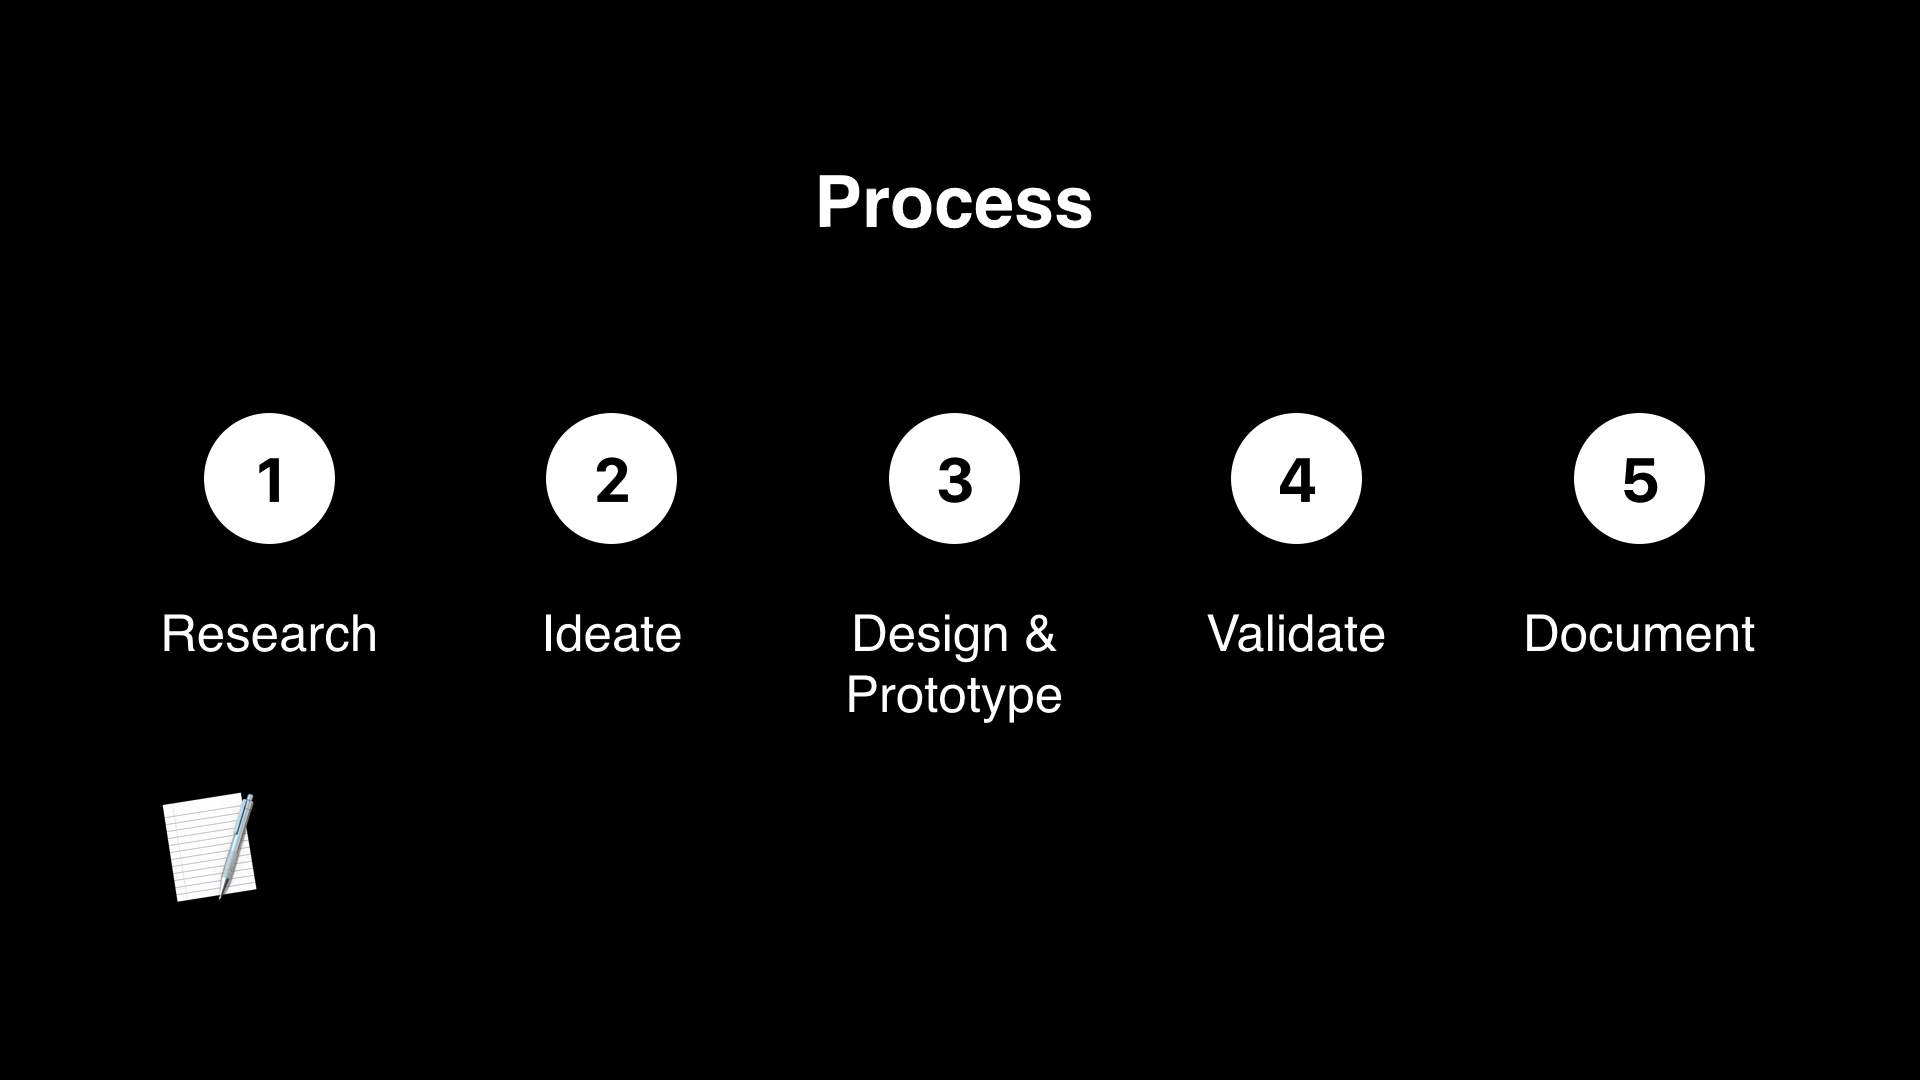 Process
1
2
3
4
5
Research
Ideate
Design &
Prototype
Validate
Document